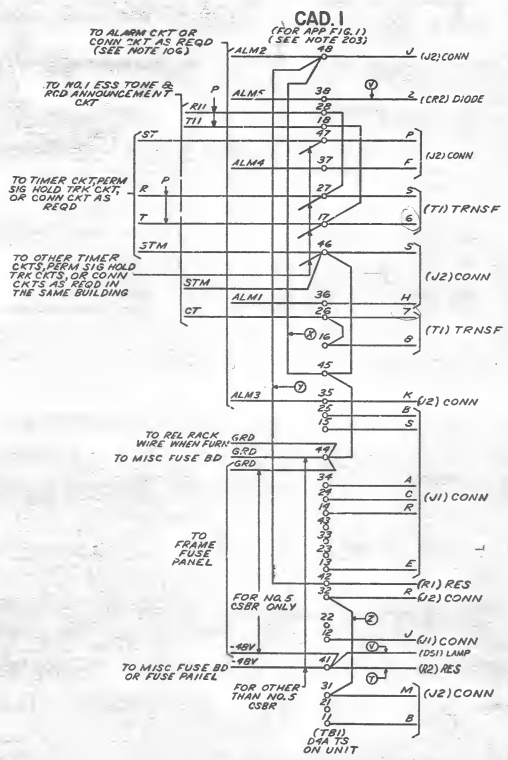 CAD. 1
(FOR APP FIG. 1)
(SEE NOTE 203)
TO ALARM CKT OR
CONN CKT AS REQD
(SEE NOTE 106)
ALM2
48
J
(J2) CONN
TO NO. 1 ESS TONE &
RCD ANNOUNCEMENT
CKT
ALM5
38
V
2
(CR2) DIODE
P
R11
28
T11
18
ST
47
P
ALM4
37
F
(J2) CONN
TO TIMER CKT, PERM
SIG HOLD TRK CKT,
OR CONN CKT AS
REQD
P
R
27
5
T
17
6
(T1) TRNSF
STM
46
S
TO OTHER TIMER
CKTS, PERM SIG HOLD
TRK CKTS, OR CONN
CKTS AS REQD IN
THE SAME BUILDING
STM
(J2) CONN
ALM1
36
H
CT
26
7
X
16
8
(T1) TRNSF
45
Y
ALM3
35
K
(J2) CONN
25
B
15
S
TO REL RACK
WIRE WHEN FURN
GRD
TO MISC FUSE BD
GRD
44
GRD
34
A
24
C
(J1) CONN
14
R
43
33
23
13
E
TO
FRAME
FUSE
PANEL
42
(R1) RES
32
R
(J2) CONN
FOR NO. 5
CSBR ONLY
Z
22
12
J
(J1) CONN
-48V
V
(DS1) LAMP
TO MISC FUSE BD
OR FUSE PANEL
-48V
41
(R2) RES
T
FOR OTHER
THAN NO. 5
CSBR
31
M
(J2) CONN
21
11
B
(TB1)
D4A TS
ON UNIT